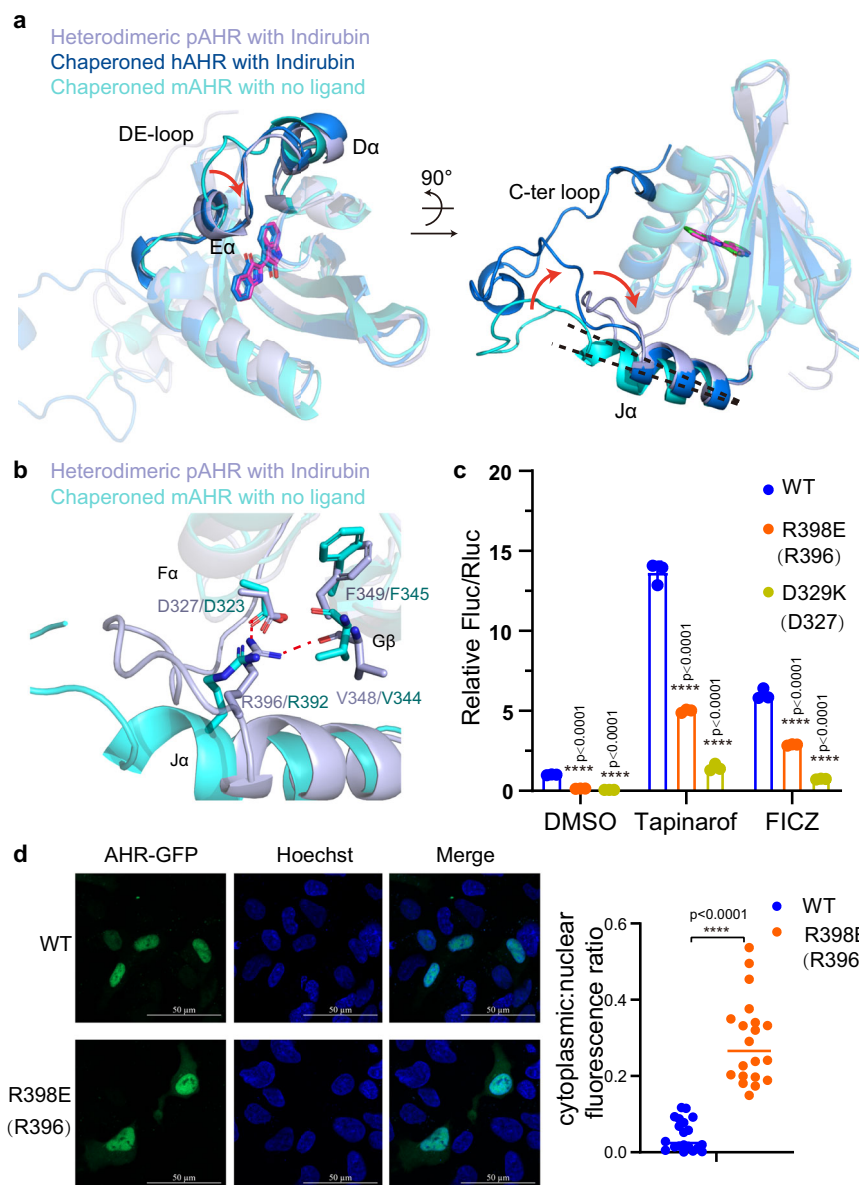 a
Heterodimeric pAHR with Indirubin
Chaperoned hAHR with Indirubin
Chaperoned mAHR with no ligand
DE-loop
Dα
Eα
90°
C-ter loop
Jα
b
Heterodimeric pAHR with Indirubin
Chaperoned mAHR with no ligand
Fα
D327/D323
F349/F345
Gβ
R396/R392
V348/V344
Jα
c
Relative Fluc/Rluc
20
15
10
5
0
WT
R398E
(R396)
D329K
(D327)
p<0.0001
****
p<0.0001
****
p<0.0001
****
p<0.0001
****
p<0.0001
****
p<0.0001
****
DMSO
Tapinarof
FICZ
d
AHR-GFP
Hoechst
Merge
WT
50 μm
50 μm
50 μm
R398E
(R396)
50 μm
50 μm
50 μm
cytoplasmic:nuclear
fluorescence ratio
0.6
0.4
0.2
0.0
p<0.0001
****
WT
R398E
(R396